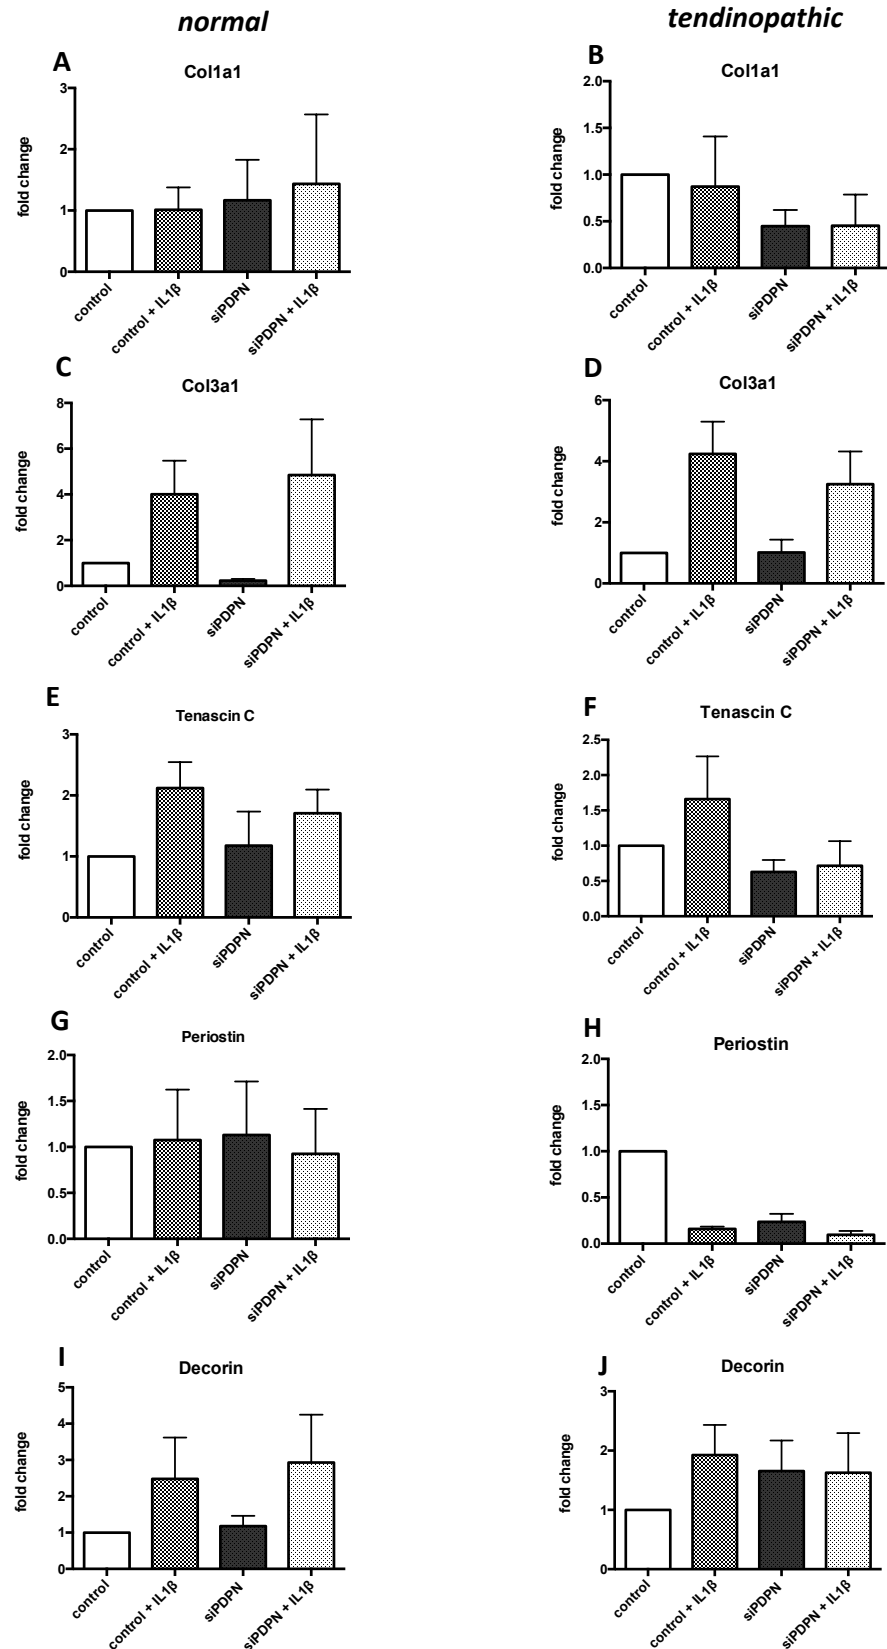 normal
tendinopathic
A
Col1a1
fold change
3
2
1
0
control
control + IL1β
siPDPN
siPDPN + IL1β
B
Col1a1
fold change
2.0
1.5
1.0
0.5
0.0
control
control + IL1β
siPDPN
siPDPN + IL1β
C
Col3a1
fold change
8
6
4
2
0
control
control + IL1β
siPDPN
siPDPN + IL1β
D
Col3a1
fold change
6
4
2
0
control
control + IL1β
siPDPN
siPDPN + IL1β
E
Tenascin C
fold change
3
2
1
0
control
control + IL1β
siPDPN
siPDPN + IL1β
F
Tenascin C
fold change
2.5
2.0
1.5
1.0
0.5
0.0
control
control + IL1β
siPDPN
siPDPN + IL1β
G
Periostin
fold change
2.0
1.5
1.0
0.5
0.0
control
control + IL1β
siPDPN
siPDPN + IL1β
H
Periostin
fold change
2.0
1.5
1.0
0.5
0.0
control
control + IL1β
siPDPN
siPDPN + IL1β
I
Decorin
fold change
5
4
3
2
1
0
control
control + IL1β
siPDPN
siPDPN + IL1β
J
Decorin
fold change
3
2
1
0
control
control + IL1β
siPDPN
siPDPN + IL1β